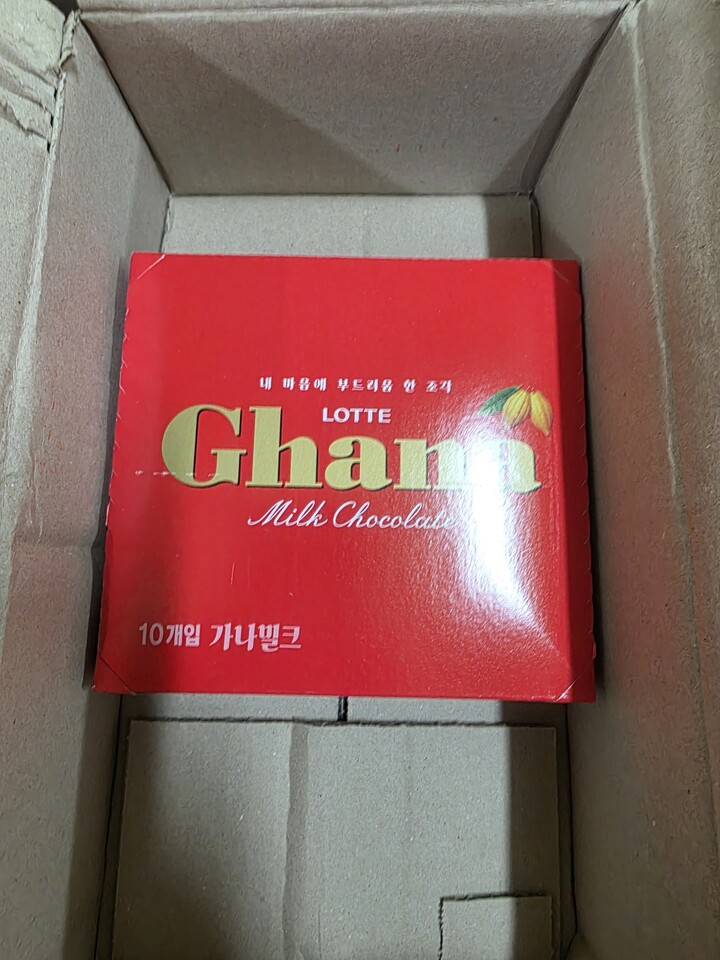 내 마음에 부드러움 한 조각
LOTTE
Ghana
Milk Chocolate
10개입 가나밀크